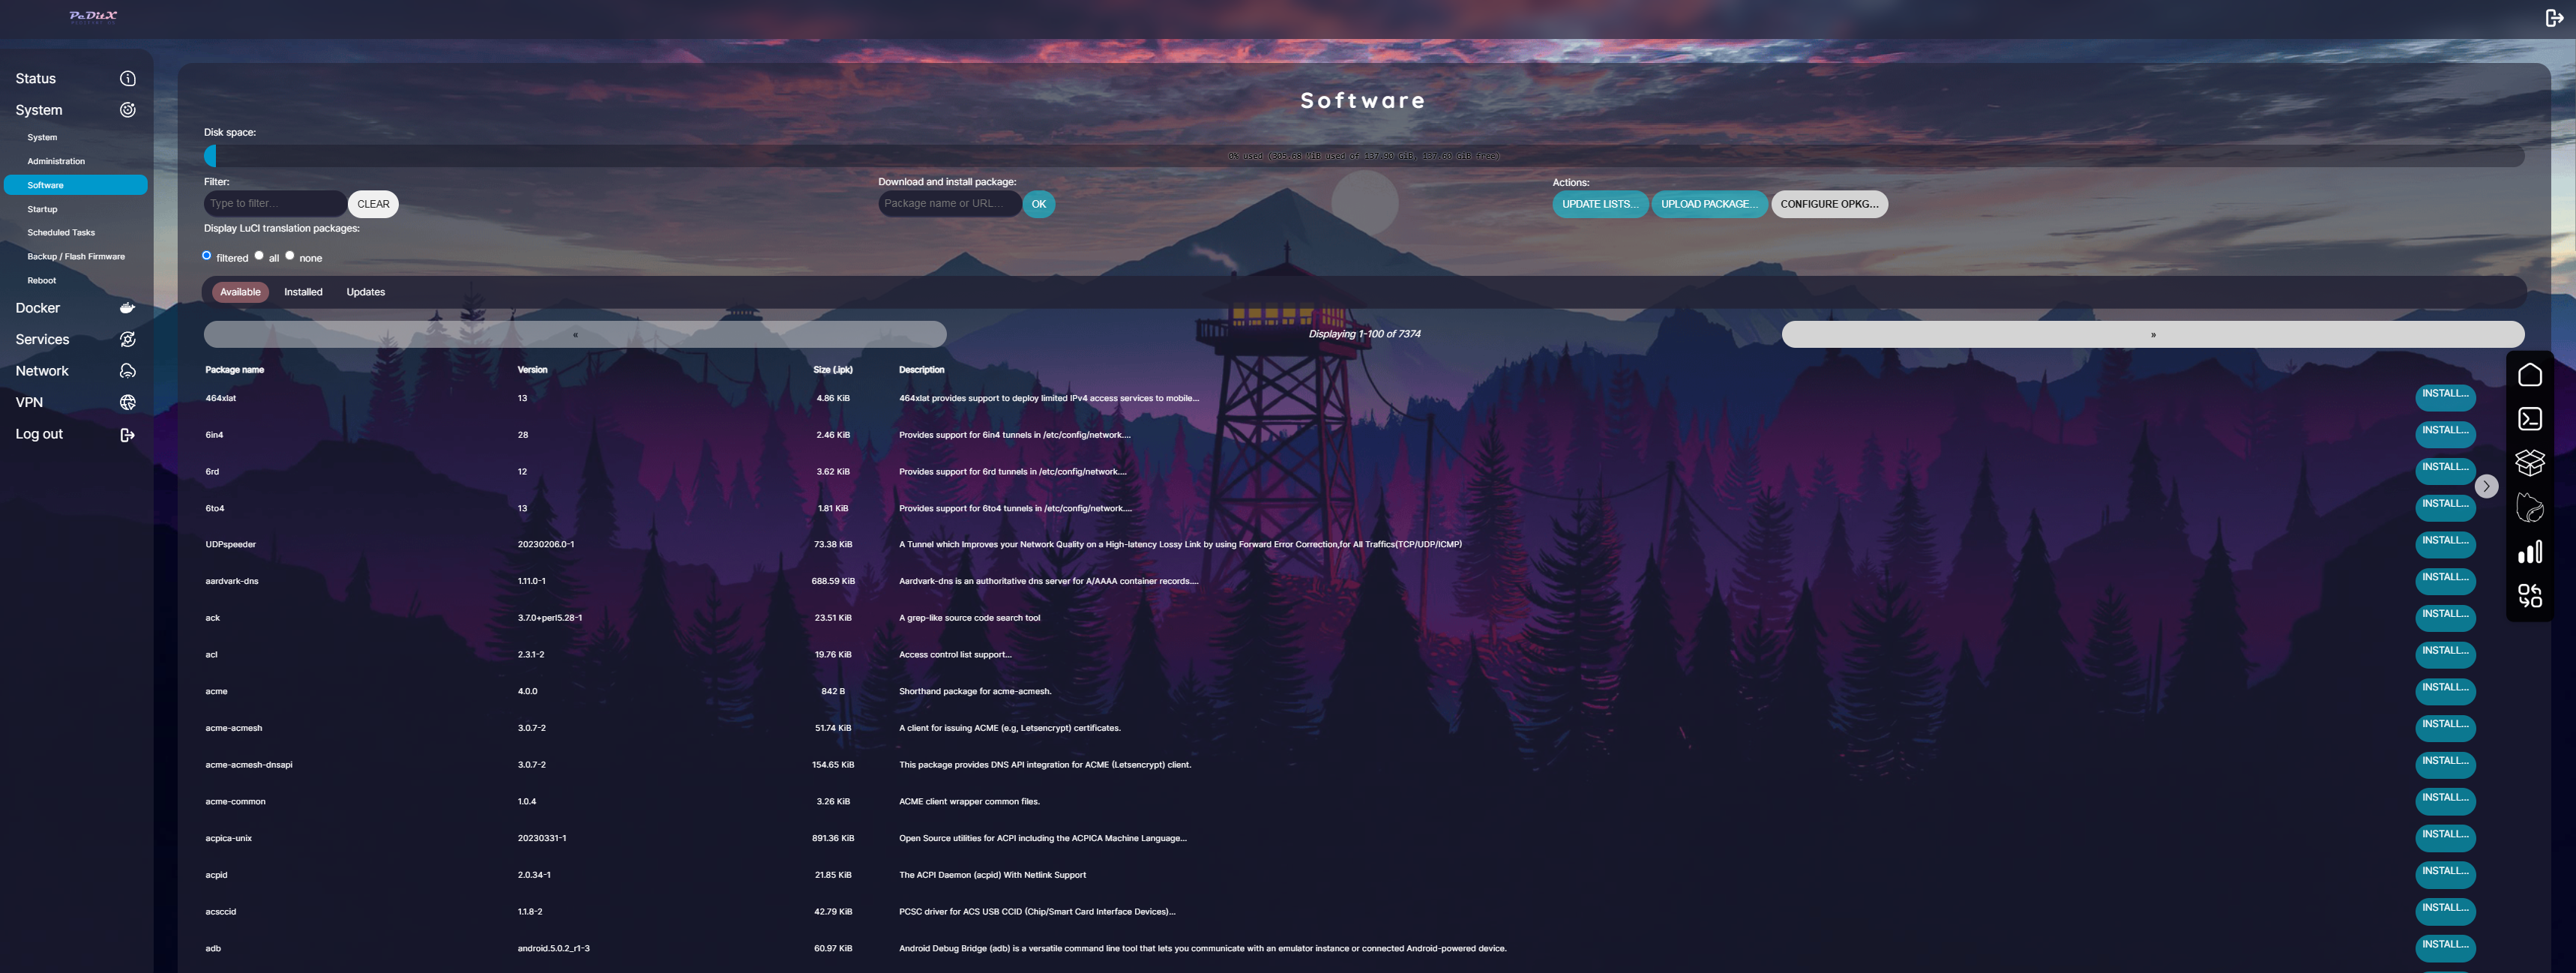 PeDitX
Status
System
System
Administration
Software
Startup
Scheduled Tasks
Backup / Flash Firmware
Reboot
Docker
Services
Network
VPN
Log out
Software
Disk space:
0% used (305.68 MiB used of 137.90 GiB, 137.60 GiB free)
Filter:
Type to filter...
CLEAR
Download and install package:
Package name or URL...
OK
Actions:
UPDATE LISTS...
UPLOAD PACKAGE...
CONFIGURE OPKG...
Display LuCI translation packages:
filtered all none
Available Installed Updates
« Displaying 1-100 of 7374 »
Package name Version Size (.ipk) Description
464xlat 13 4.86 KiB 464xlat provides support to deploy limited IPv4 access services to mobile... INSTALL...
6in4 28 2.46 KiB Provides support for 6in4 tunnels in /etc/config/network.... INSTALL...
6rd 12 3.62 KiB Provides support for 6rd tunnels in /etc/config/network.... INSTALL...
6to4 13 1.81 KiB Provides support for 6to4 tunnels in /etc/config/network.... INSTALL...
UDPspeeder 20230206.0-1 73.38 KiB A Tunnel which Improves your Network Quality on a High-latency Lossy Link by using Forward Error Correction,for All Traffics(TCP/UDP/ICMP) INSTALL...
aardvark-dns 1.11.0-1 688.59 KiB Aardvark-dns is an authoritative dns server for A/AAAA container records.... INSTALL...
ack 3.7.0+perl5.28-1 23.51 KiB A grep-like source code search tool INSTALL...
acl 2.3.1-2 19.76 KiB Access control list support... INSTALL...
acme 4.0.0 842 B Shorthand package for acme-acmesh. INSTALL...
acme-acmesh 3.0.7-2 51.74 KiB A client for issuing ACME (e.g, Letsencrypt) certificates. INSTALL...
acme-acmesh-dnsapi 3.0.7-2 154.65 KiB This package provides DNS API integration for ACME (Letsencrypt) client. INSTALL...
acme-common 1.0.4 3.26 KiB ACME client wrapper common files. INSTALL...
acpica-unix 20230331-1 891.36 KiB Open Source utilities for ACPI including the ACPICA Machine Language... INSTALL...
acpid 2.0.34-1 21.85 KiB The ACPI Daemon (acpid) With Netlink Support INSTALL...
acsccid 1.1.8-2 42.79 KiB PCSC driver for ACS USB CCID (Chip/Smart Card Interface Devices)... INSTALL...
adb android.5.0.2_r1-3 60.97 KiB Android Debug Bridge (adb) is a versatile command line tool that lets you communicate with an emulator instance or connected Android-powered device. INSTALL...